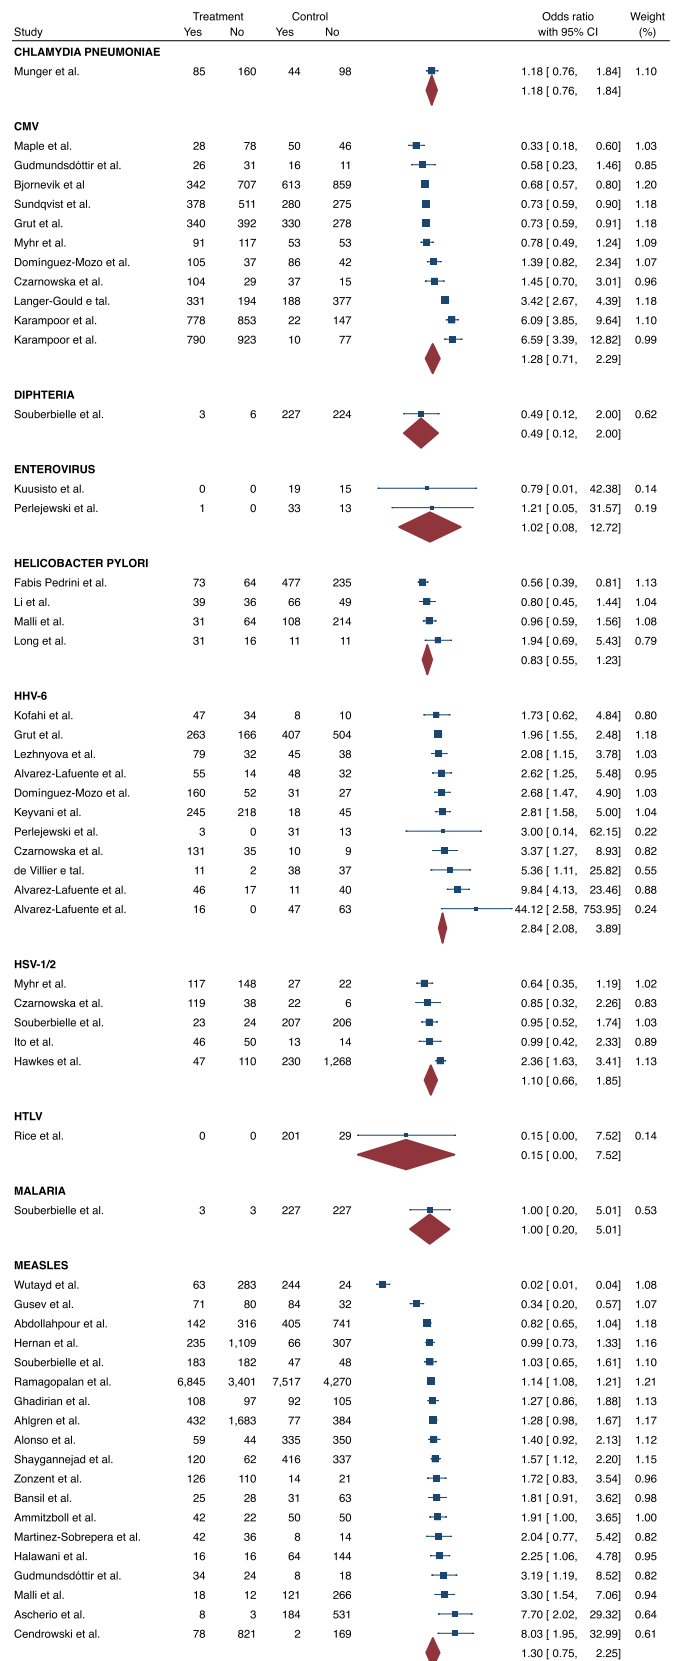 Treatment Control Odds ratio Weight
Study Yes No Yes No with 95% CI (%)
CHLAMYDIA PNEUMONIAE
Munger et al. 85 160 44 98 1.18 [ 0.76, 1.84] 1.10
1.18 [ 0.76, 1.84]
CMV
Maple et al. 28 78 50 46 0.33 [ 0.18, 0.60] 1.03
Gudmundsdóttir et al. 26 31 16 11 0.58 [ 0.23, 1.46] 0.85
Bjornevik et al 342 707 613 859 0.68 [ 0.57, 0.80] 1.20
Sundqvist et al. 378 511 280 275 0.73 [ 0.59, 0.90] 1.18
Grut et al. 340 392 330 278 0.73 [ 0.59, 0.91] 1.18
Myhr et al. 91 117 53 53 0.78 [ 0.49, 1.24] 1.09
Domínguez-Mozo et al. 105 37 86 42 1.39 [ 0.82, 2.34] 1.07
Czarnowska et al. 104 29 37 15 1.45 [ 0.70, 3.01] 0.96
Langer-Gould e tal. 331 194 188 377 3.42 [ 2.67, 4.39] 1.18
Karampoor et al. 778 853 22 147 6.09 [ 3.85, 9.64] 1.10
Karampoor et al. 790 923 10 77 6.59 [ 3.39, 12.82] 0.99
1.28 [ 0.71, 2.29]
DIPHTERIA
Souberbielle et al. 3 6 227 224 0.49 [ 0.12, 2.00] 0.62
0.49 [ 0.12, 2.00]
ENTEROVIRUS
Kuusisto et al. 0 0 19 15 0.79 [ 0.01, 42.38] 0.14
Perlejewski et al. 1 0 33 13 1.21 [ 0.05, 31.57] 0.19
1.02 [ 0.08, 12.72]
HELICOBACTER PYLORI
Fabis Pedrini et al. 73 64 477 235 0.56 [ 0.39, 0.81] 1.13
Li et al. 39 36 66 49 0.80 [ 0.45, 1.44] 1.04
Malli et al. 31 64 108 214 0.96 [ 0.59, 1.56] 1.08
Long et al. 31 16 11 11 1.94 [ 0.69, 5.43] 0.79
0.83 [ 0.55, 1.23]
HHV-6
Kofahi et al. 47 34 8 10 1.73 [ 0.62, 4.84] 0.80
Grut et al. 263 166 407 504 1.96 [ 1.55, 2.48] 1.18
Lezhnyova et al. 79 32 45 38 2.08 [ 1.15, 3.78] 1.03
Alvarez-Lafuente et al. 55 14 48 32 2.62 [ 1.25, 5.48] 0.95
Domínguez-Mozo et al. 160 52 31 27 2.68 [ 1.47, 4.90] 1.03
Keyvani et al. 245 218 18 45 2.81 [ 1.58, 5.00] 1.04
Perlejewski et al. 3 0 31 13 3.00 [ 0.14, 62.15] 0.22
Czarnowska et al. 131 35 10 9 3.37 [ 1.27, 8.93] 0.82
de Villier e tal. 11 2 38 37 5.36 [ 1.11, 25.82] 0.55
Alvarez-Lafuente et al. 46 17 11 40 9.84 [ 4.13, 23.46] 0.88
Alvarez-Lafuente et al. 16 0 47 63 44.12 [ 2.58, 753.95] 0.24
2.84 [ 2.08, 3.89]
HSV-1/2
Myhr et al. 117 148 27 22 0.64 [ 0.35, 1.19] 1.02
Czarnowska et al. 119 38 22 6 0.85 [ 0.32, 2.26] 0.83
Souberbielle et al. 23 24 207 206 0.95 [ 0.52, 1.74] 1.03
Ito et al. 46 50 13 14 0.99 [ 0.42, 2.33] 0.89
Hawkes et al. 47 110 230 1,268 2.36 [ 1.63, 3.41] 1.13
1.10 [ 0.66, 1.85]
HTLV
Rice et al. 0 0 201 29 0.15 [ 0.00, 7.52] 0.14
0.15 [ 0.00, 7.52]
MALARIA
Souberbielle et al. 3 3 227 227 1.00 [ 0.20, 5.01] 0.53
1.00 [ 0.20, 5.01]
MEASLES
Wutayd et al. 63 283 244 24 0.02 [ 0.01, 0.04] 1.08
Gusev et al. 71 80 84 32 0.34 [ 0.20, 0.57] 1.07
Abdollahpour et al. 142 316 405 741 0.82 [ 0.65, 1.04] 1.18
Hernan et al. 235 1,109 66 307 0.99 [ 0.73, 1.33] 1.16
Souberbielle et al. 183 182 47 48 1.03 [ 0.65, 1.61] 1.10
Ramagopalan et al. 6,845 3,401 7,517 4,270 1.14 [ 1.08, 1.21] 1.21
Ghadirian et al. 108 97 92 105 1.27 [ 0.86, 1.88] 1.13
Ahlgren et al. 432 1,683 77 384 1.28 [ 0.98, 1.67] 1.17
Alonso et al. 59 44 335 350 1.40 [ 0.92, 2.13] 1.12
Shaygannejad et al. 120 62 416 337 1.57 [ 1.12, 2.20] 1.15
Zonzent et al. 126 110 14 21 1.72 [ 0.83, 3.54] 0.96
Bansil et al. 25 28 31 63 1.81 [ 0.91, 3.62] 0.98
Ammitzboll et al. 42 22 50 50 1.91 [ 1.00, 3.65] 1.00
Martinez-Sobrepera et al. 42 36 8 14 2.04 [ 0.77, 5.42] 0.82
Halawani et al. 16 16 64 144 2.25 [ 1.06, 4.78] 0.95
Gudmundsdóttir et al. 34 24 8 18 3.19 [ 1.19, 8.52] 0.82
Malli et al. 18 12 121 266 3.30 [ 1.54, 7.06] 0.94
Ascherio et al. 8 3 184 531 7.70 [ 2.02, 29.32] 0.64
Cendrowski et al. 78 821 2 169 8.03 [ 1.95, 32.99] 0.61
1.30 [ 0.75, 2.25]